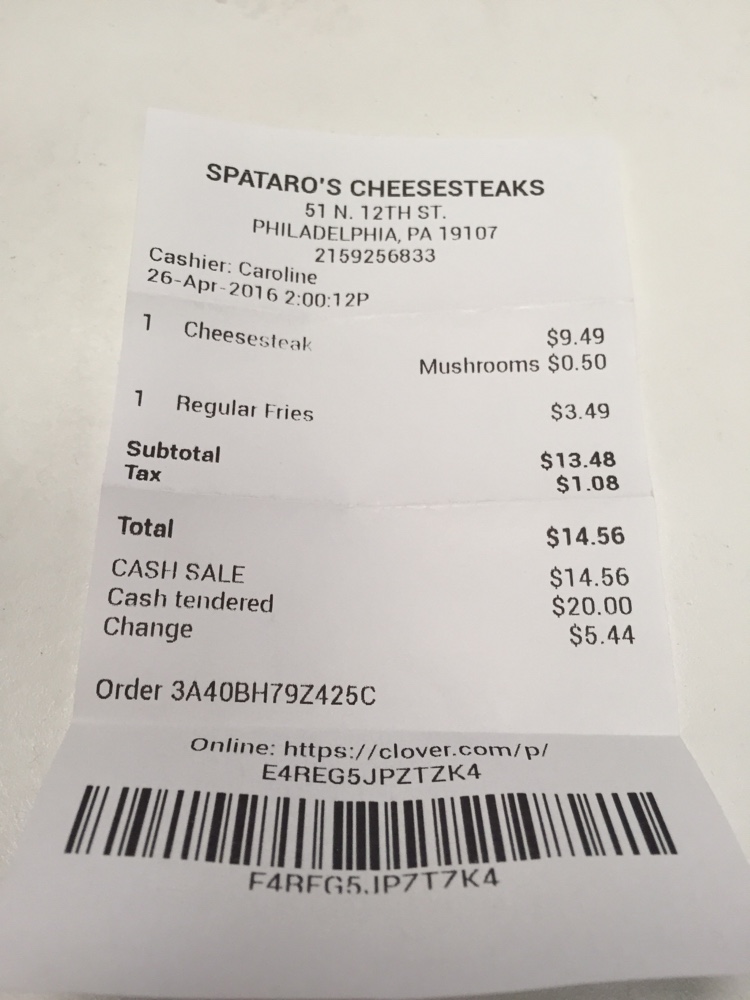 SPATARO'S CHEESESTEAKS
51 N. 12TH ST.
PHILADELPHIA, PA 19107
2159256833
Cashier: Caroline
26-Apr-2016 2:00:12P
1 Cheesesteak $9.49
Mushrooms $0.50
1 Regular Fries $3.49
Subtotal $13.48
Tax $1.08
Total $14.56
CASH SALE $14.56
Cash tendered $20.00
Change $5.44
Order 3A40BH79Z425C
Online: https://clover.com/p/
E4REG5JPZTZK4
E4REG5JPZTZK4